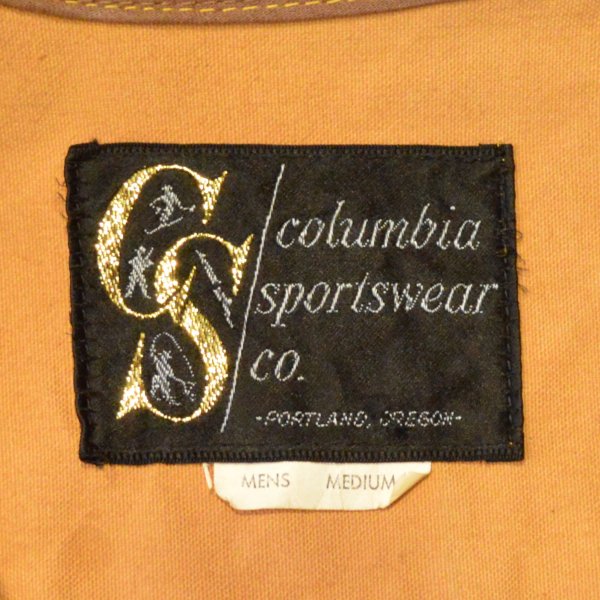 CS
columbia
sportswear
co.
-PORTLAND, OREGON-
MENS MEDIUM